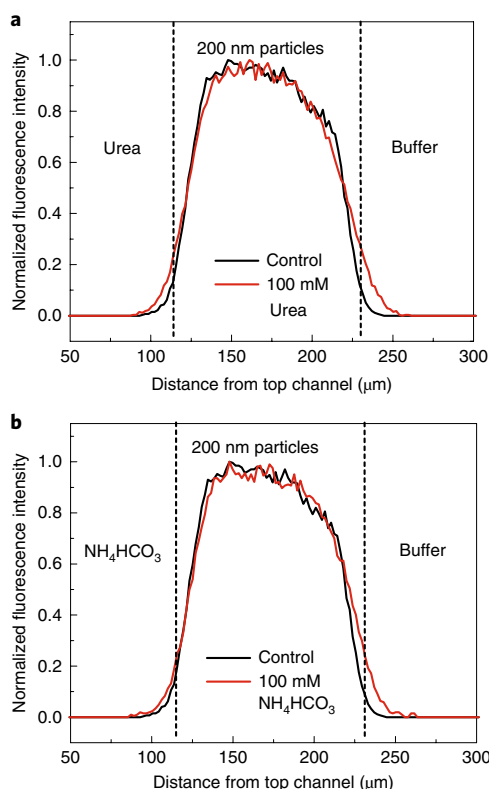 a
Normalized fluorescence intensity
1.0
0.8
0.6
0.4
0.2
0.0
200 nm particles
Urea
Buffer
Control
100 mM
Urea
50
100
150
200
250
300
Distance from top channel (μm)
b
Normalized fluorescence intensity
1.0
0.8
0.6
0.4
0.2
0.0
200 nm particles
NH₄HCO₃
Buffer
Control
100 mM
NH₄HCO₃
50
100
150
200
250
300
Distance from top channel (μm)